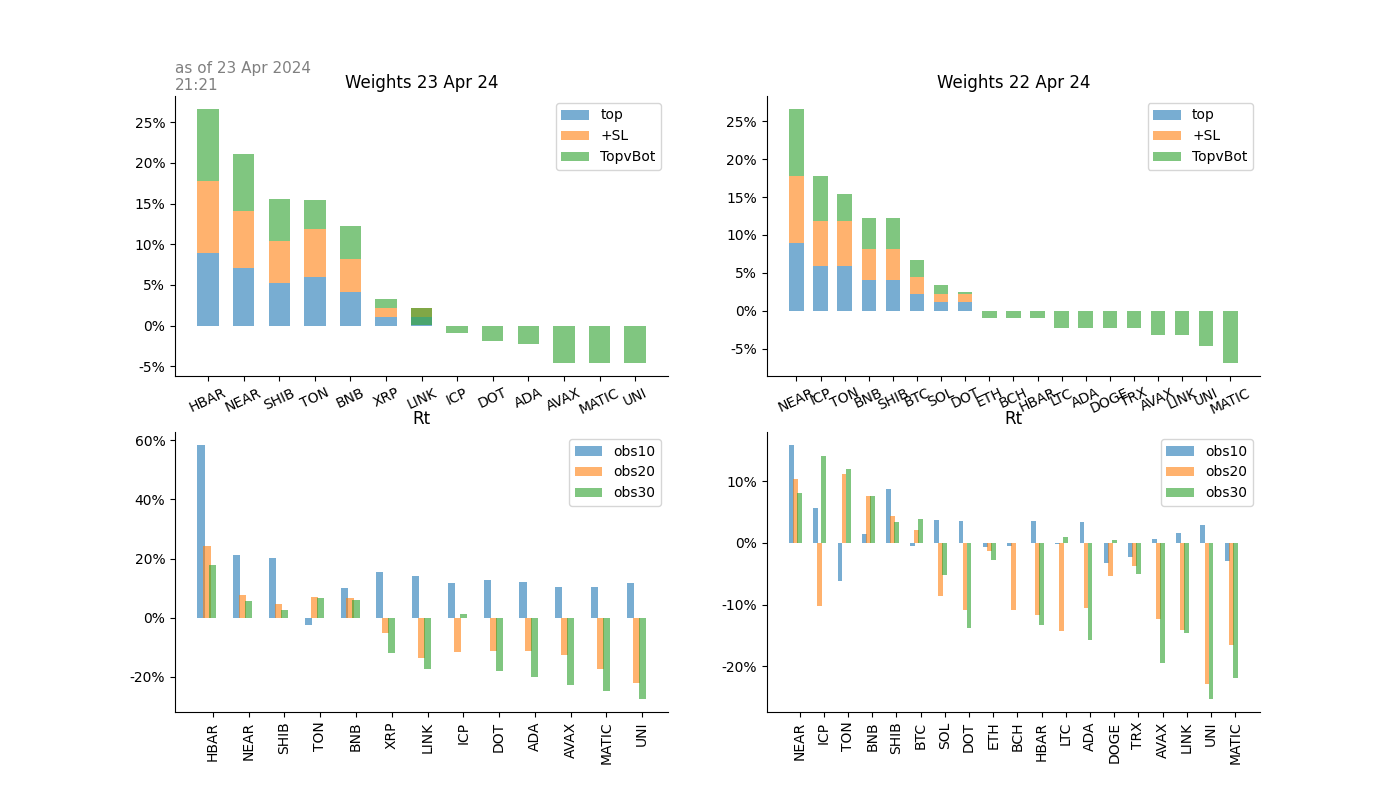 as of 23 Apr 2024
21:21
Weights 23 Apr 24
25%
20%
15%
10%
5%
0%
-5%
top
+SL
TopvBot
HBAR NEAR SHIB TON BNB XRP LINK ICP DOT ADA AVAX MATIC UNI
Weights 22 Apr 24
25%
20%
15%
10%
5%
0%
-5%
top
+SL
TopvBot
NEAR ICP TON BNB SHIB BTC SOL DOT ETH BCH HBAR LTC ADA DOGE TRX AVAX LINK UNI MATIC
Rt
60%
40%
20%
0%
-20%
obs10
obs20
obs30
HBAR NEAR SHIB TON BNB XRP LINK ICP DOT ADA AVAX MATIC UNI
Rt
10%
0%
-10%
-20%
obs10
obs20
obs30
NEAR ICP TON BNB SHIB BTC SOL DOT ETH BCH HBAR LTC ADA DOGE TRX AVAX LINK UNI MATIC